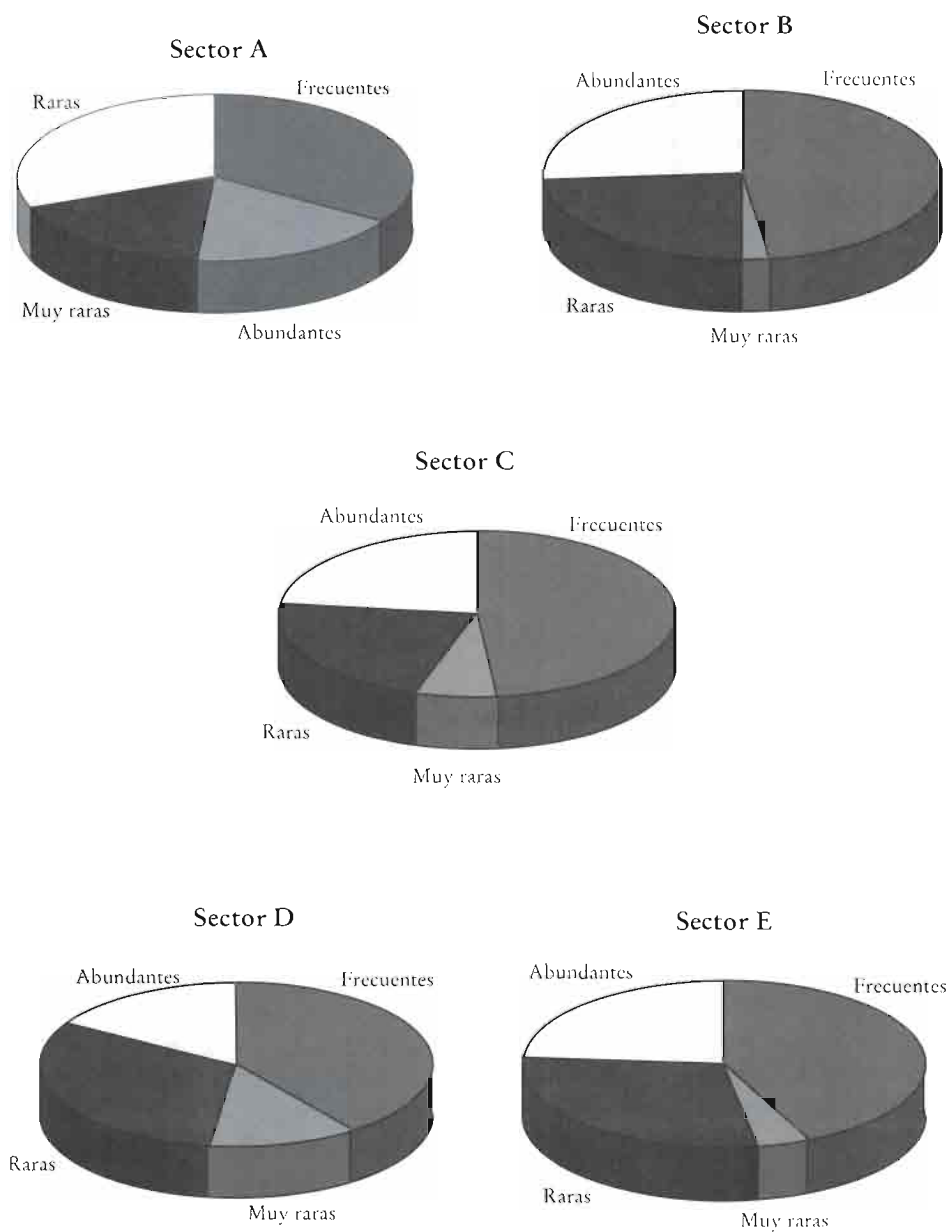 Sector A
Raras
Frecuentes
Muy raras
Abundantes
Sector B
Abundantes
Frecuentes
Raras
Muy raras
Sector C
Abundantes
Frecuentes
Raras
Muy raras
Sector D
Abundantes
Frecuentes
Raras
Muy raras
Sector E
Abundantes
Frecuentes
Raras
Muy raras